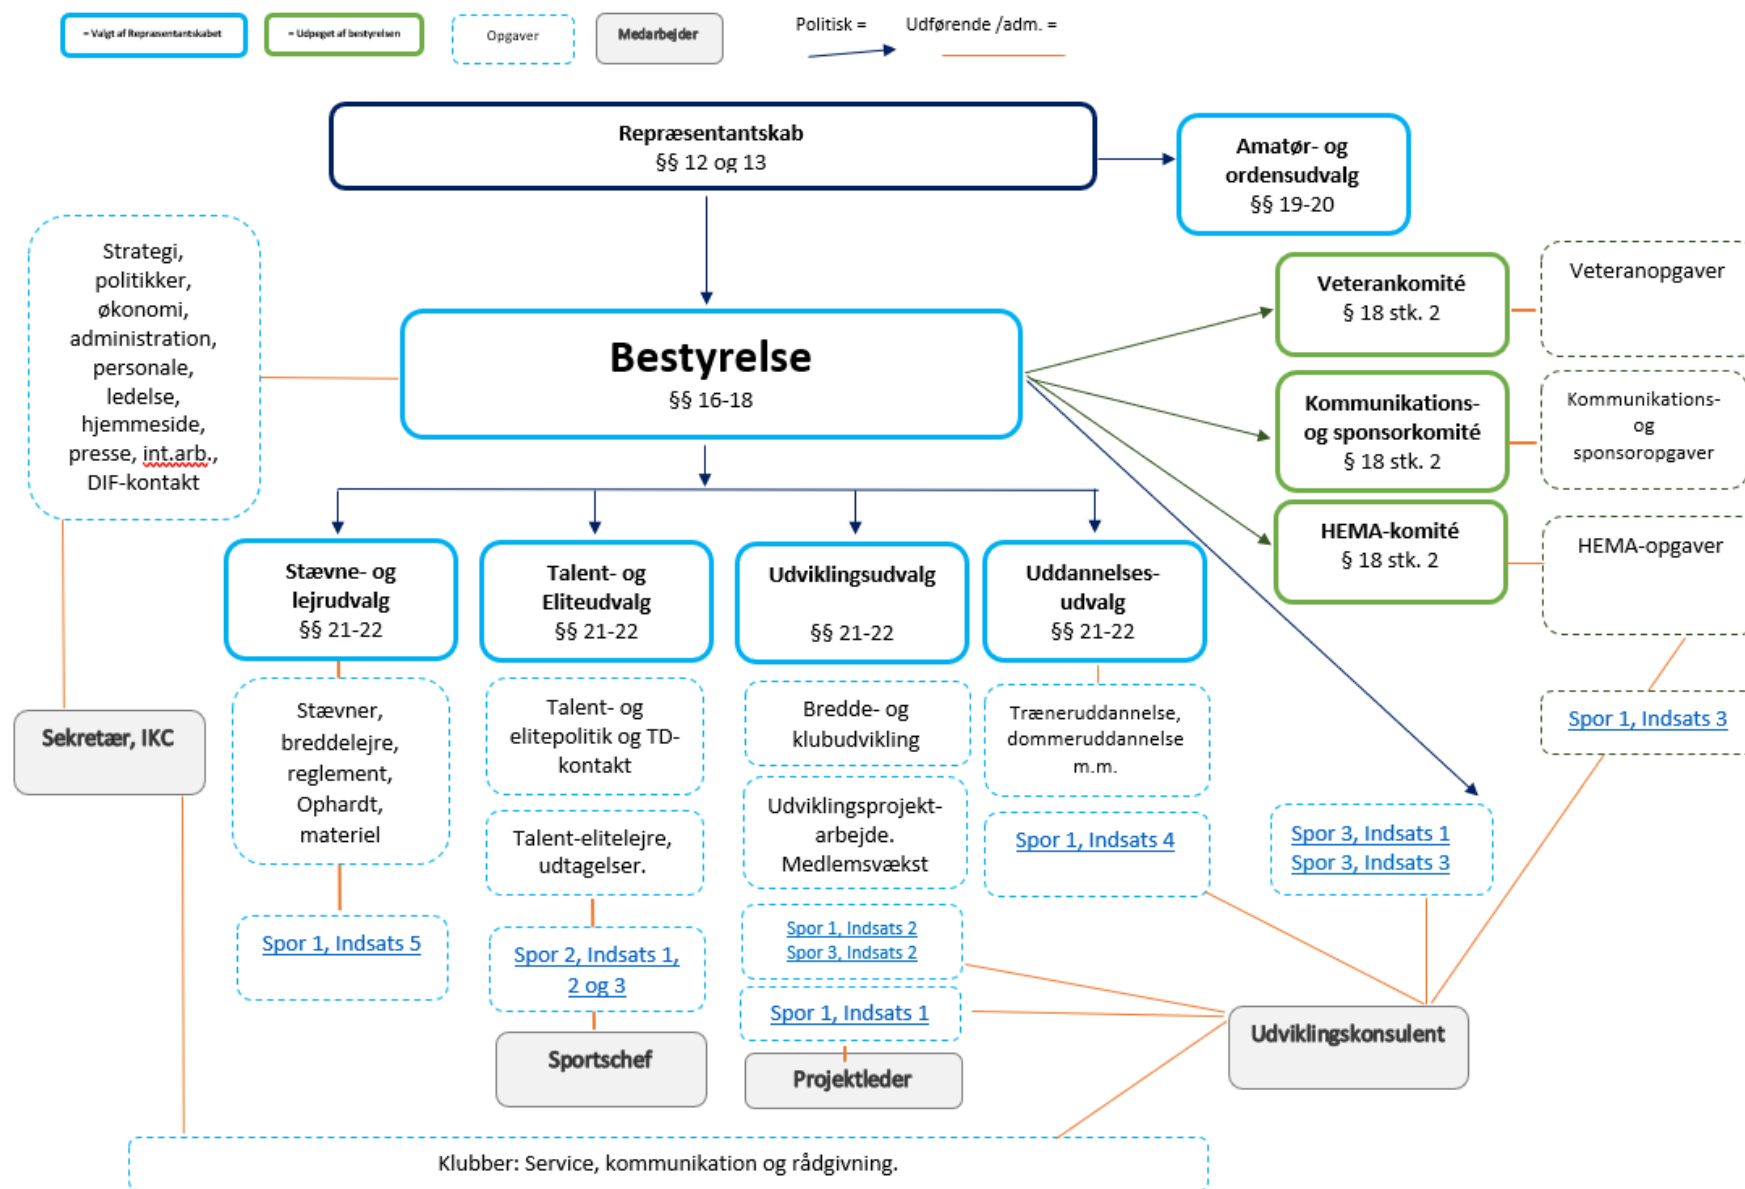 = Valgt af Repræsentantskabet
= Udpeget af bestyrelsen
Opgaver
Medarbejder
Politisk =
Udførende /adm. =
Repræsentantskab
§§ 12 og 13
Amatør- og
ordensudvalg
§§ 19-20
Strategi,
politikker,
økonomi,
administration,
personale,
ledelse,
hjemmeside,
presse, int.arb.,
DIF-kontakt
Bestyrelse
§§ 16-18
Veterankomité
§ 18 stk. 2
Veteranopgaver
Kommunikations-
og sponsorkomité
§ 18 stk. 2
Kommunikations-
og
sponsoropgaver
HEMA-komité
§ 18 stk. 2
HEMA-opgaver
Stævne- og
lejrudvalg
§§ 21-22
Talent- og
Eliteudvalg
§§ 21-22
Udviklingsudvalg
§§ 21-22
Uddannelses-
udvalg
§§ 21-22
Sekretær, IKC
Stævner,
breddelejre,
reglement,
Ophardt,
materiel
Talent- og
elitepolitik og TD-
kontakt
Bredde- og
klubudvikling
Træneruddannelse,
dommeruddannelse
m.m.
Spor 1, Indsats 3
Talent-elitelejre,
udtagelser.
Udviklingsprojekt-
arbejde.
Medlemsvækst
Spor 1, Indsats 4
Spor 3, Indsats 1
Spor 3, Indsats 3
Spor 1, Indsats 5
Spor 2, Indsats 1,
2 og 3
Spor 1, Indsats 2
Spor 3, Indsats 2
Spor 1, Indsats 1
Sportschef
Projektleder
Udviklingskonsulent
Klubber: Service, kommunikation og rådgivning.